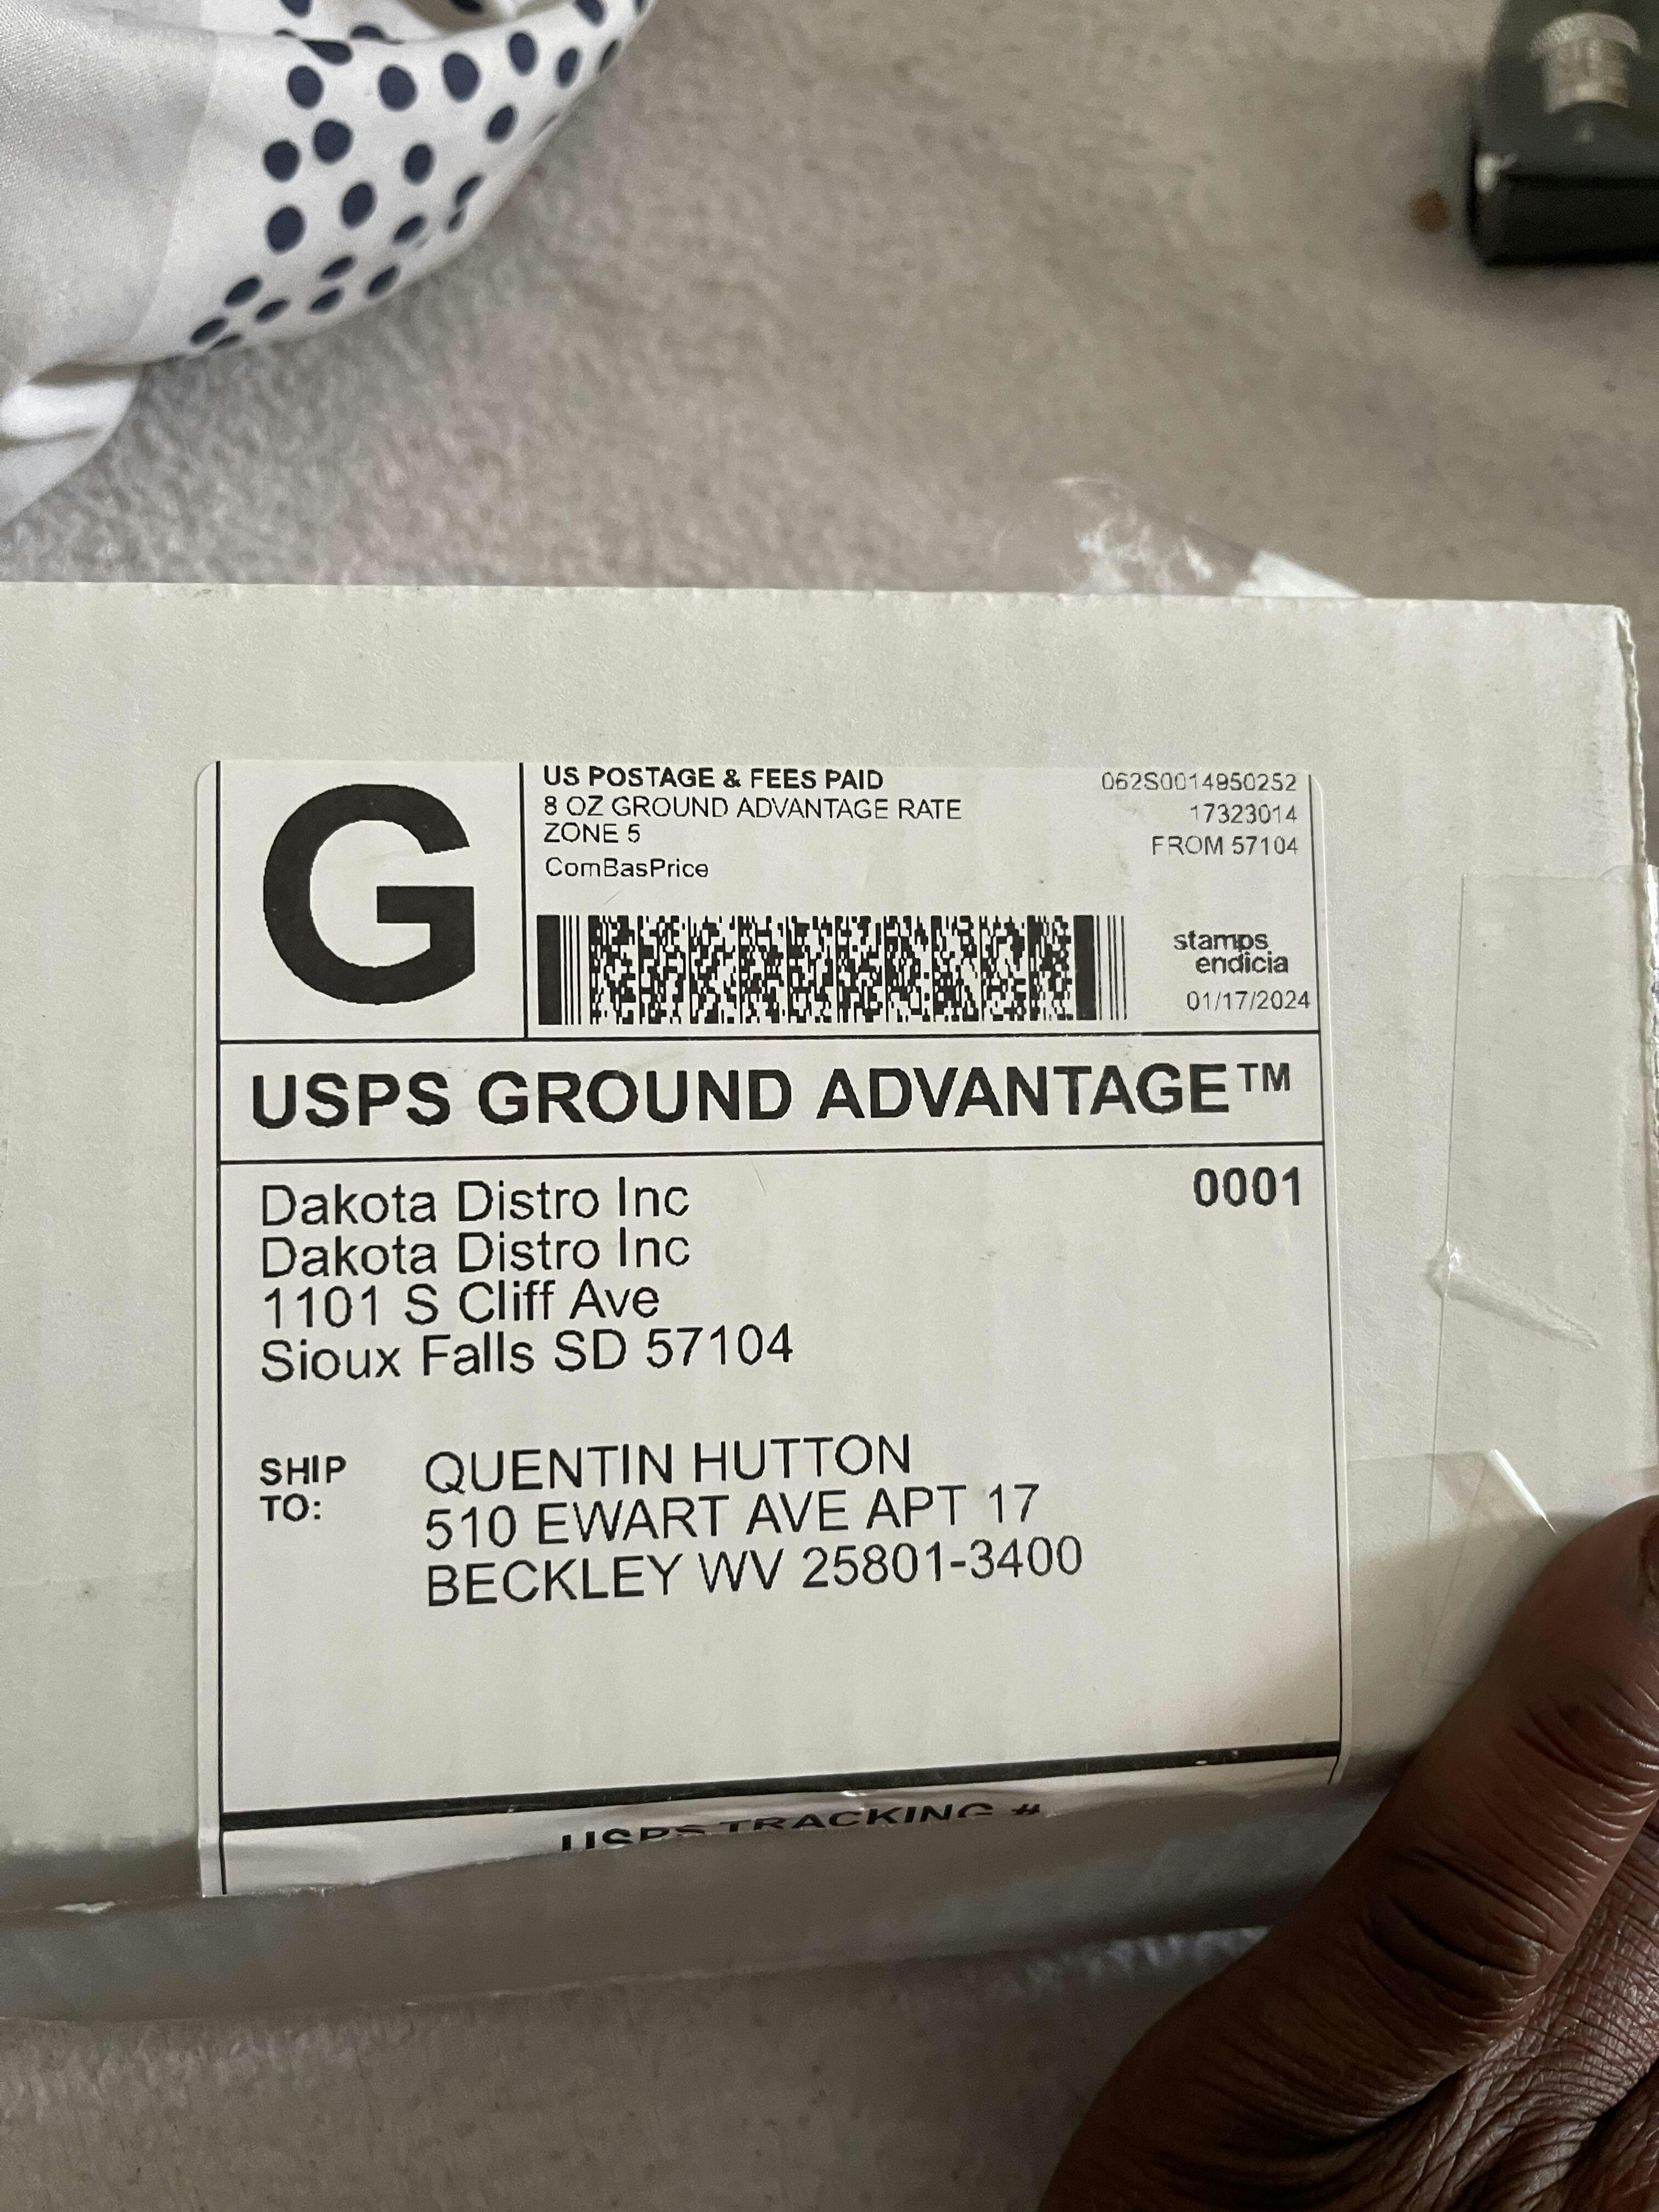 G
US POSTAGE & FEES PAID
8 OZ GROUND ADVANTAGE RATE
ZONE 5
ComBasPrice
062S0014950252
17323014
FROM 57104
stamps
endicia
01/17/2024
USPS GROUND ADVANTAGE™
0001
Dakota Distro Inc
Dakota Distro Inc
1101 S Cliff Ave
Sioux Falls SD 57104
SHIP
TO:
QUENTIN HUTTON
510 EWART AVE APT 17
BECKLEY WV 25801-3400
USPS TRACKING #